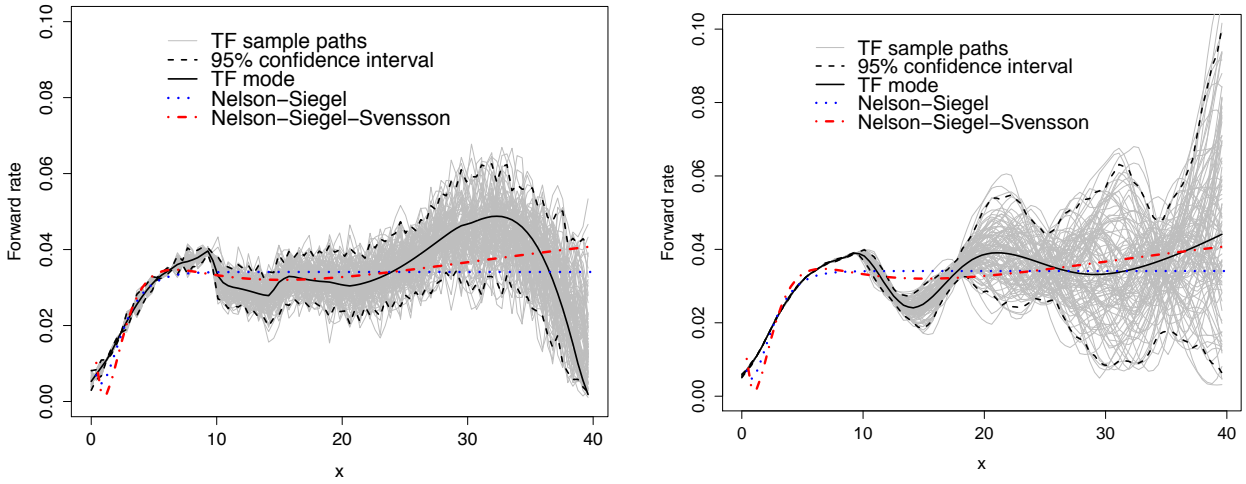 TF sample paths
95% confidence interval
TF mode
Nelson−Siegel
Nelson−Siegel−Svensson
Forward rate
0.00
0.02
0.04
0.06
0.08
0.10
0
10
20
30
40
x
TF sample paths
95% confidence interval
TF mode
Nelson−Siegel
Nelson−Siegel−Svensson
Forward rate
0.00
0.02
0.04
0.06
0.08
0.10
0
10
20
30
40
x